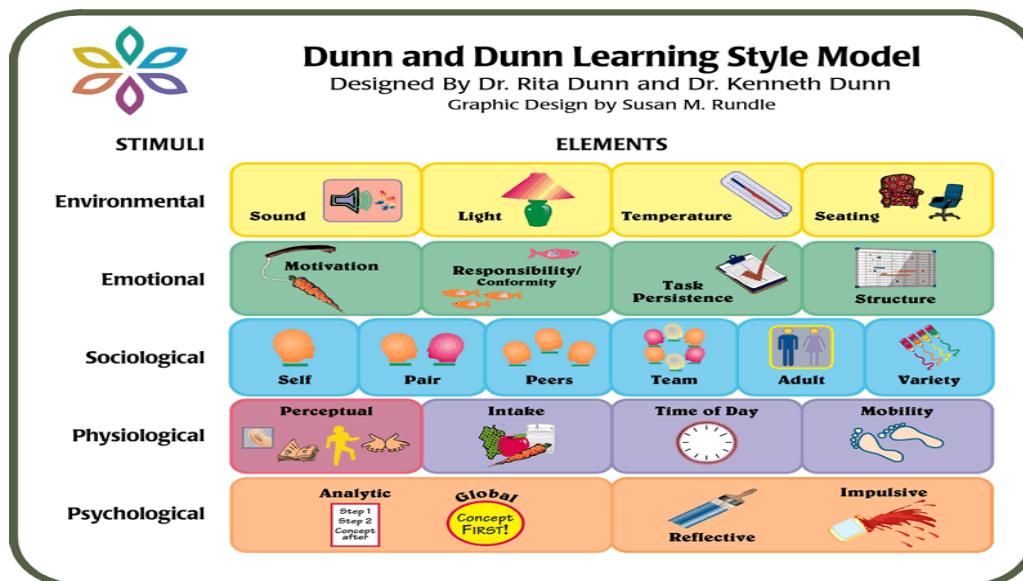 Dunn and Dunn Learning Style Model
Designed By Dr. Rita Dunn and Dr. Kenneth Dunn
Graphic Design by Susan M. Rundle
STIMULI
ELEMENTS
Environmental
Sound
Light
Temperature
Seating
Emotional
Motivation
Responsibility/
Conformity
Task
Persistence
Structure
Sociological
Self
Pair
Peers
Team
Adult
Variety
Physiological
Perceptual
Intake
Time of Day
Mobility
Psychological
Analytic
Step 1
Step 2
Concept
after
Global
Concept
FIRST!
Reflective
Impulsive